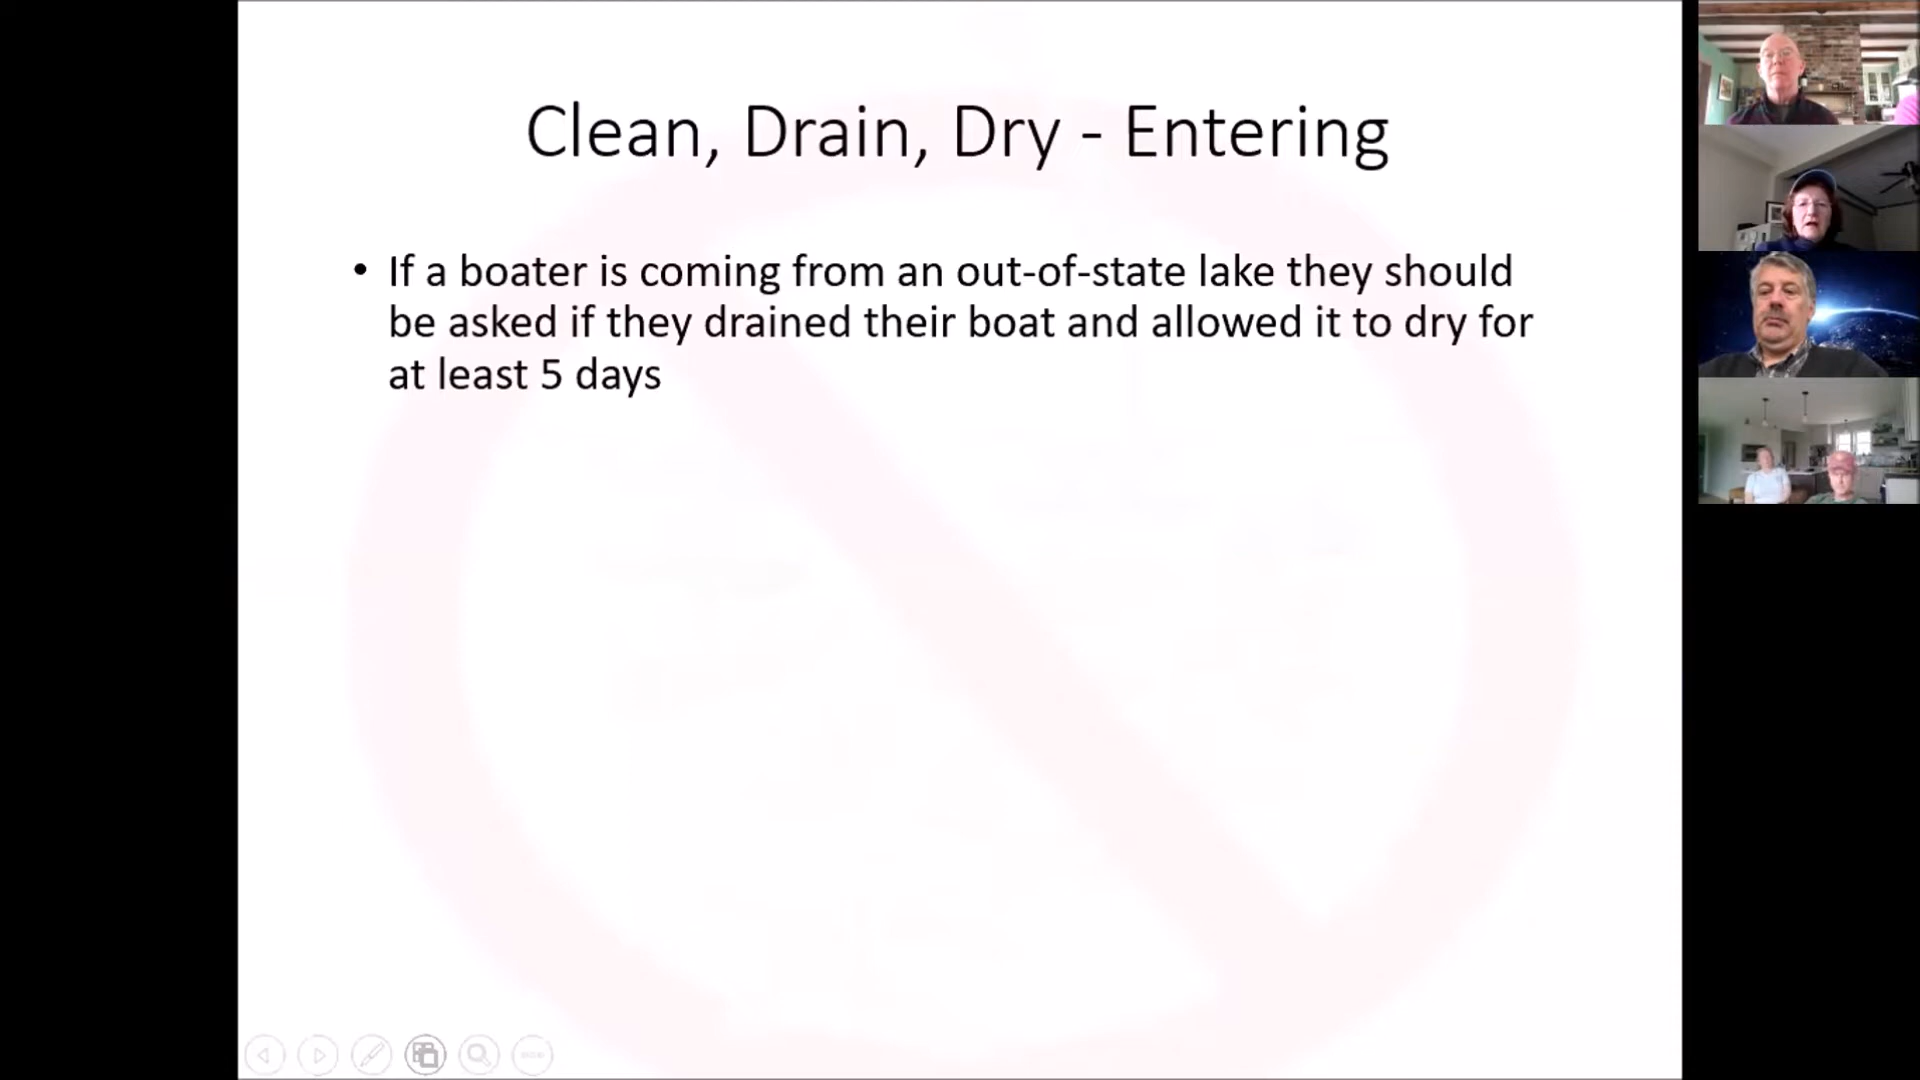 Clean, Drain, Dry - Entering
• If a boater is coming from an out-of-state lake they should
be asked if they drained their boat and allowed it to dry for
at least 5 days